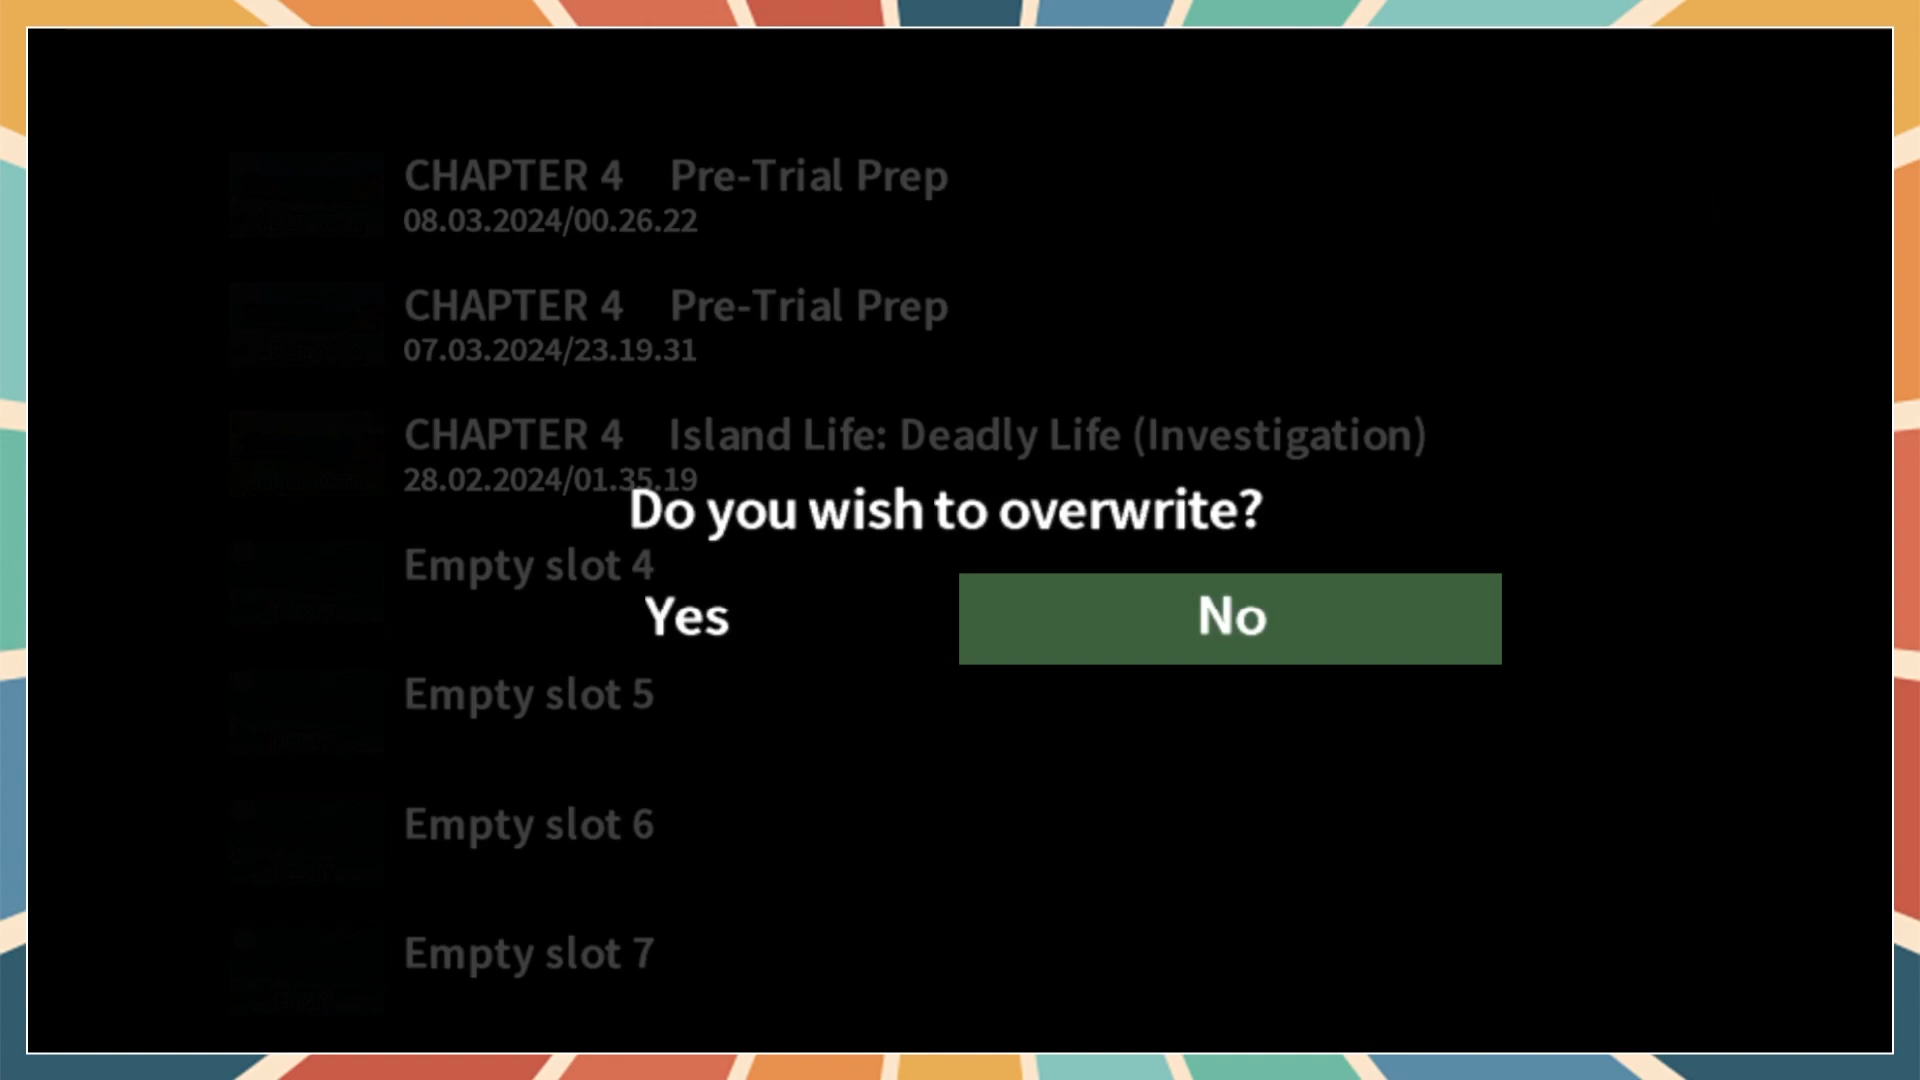 CHAPTER 4 Pre-Trial Prep
08.03.2024/00.26.22
CHAPTER 4 Pre-Trial Prep
07.03.2024/23.19.31
CHAPTER 4 Island Life: Deadly Life (Investigation)
28.02.2024/01.35.19
Do you wish to overwrite?
Empty slot 4
Yes No
Empty slot 5
Empty slot 6
Empty slot 7